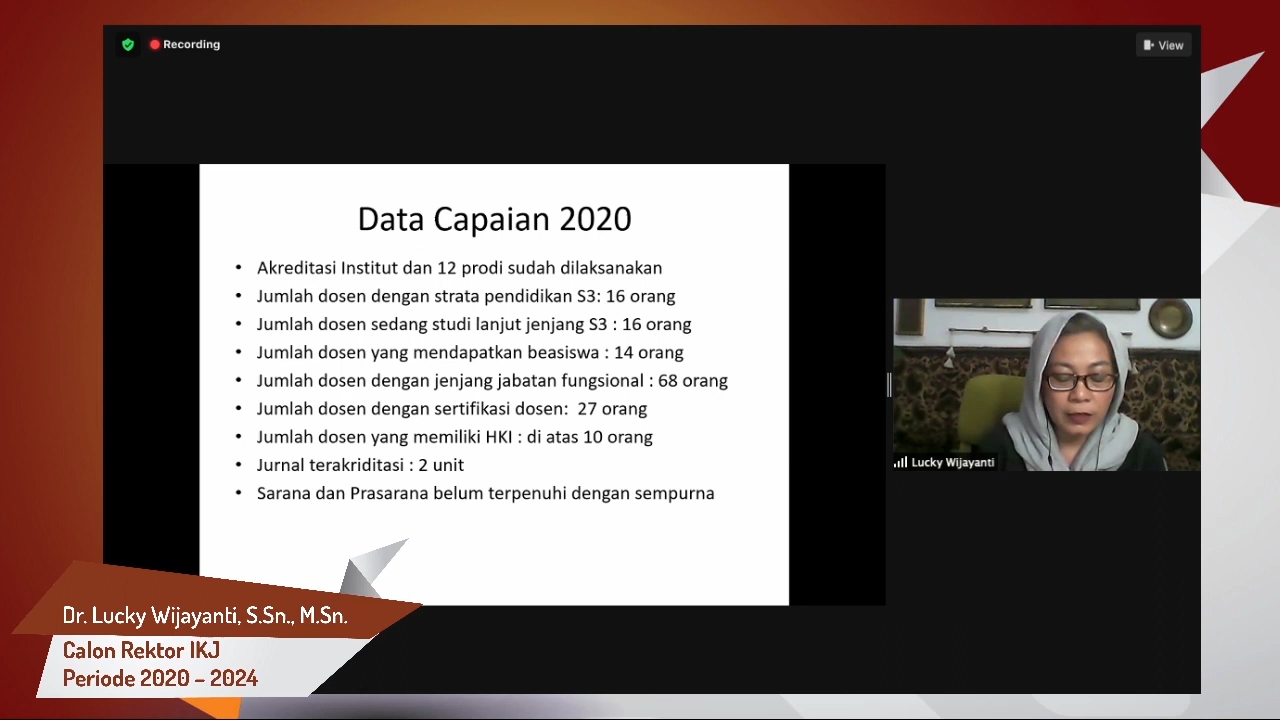 Recording
View
Data Capaian 2020
• Akreditasi Institut dan 12 prodi sudah dilaksanakan
• Jumlah dosen dengan strata pendidikan S3: 16 orang
• Jumlah dosen sedang studi lanjut jenjang S3 : 16 orang
• Jumlah dosen yang mendapatkan beasiswa : 14 orang
• Jumlah dosen dengan jenjang jabatan fungsional : 68 orang
• Jumlah dosen dengan sertifikasi dosen: 27 orang
• Jumlah dosen yang memiliki HKI : di atas 10 orang
• Jurnal terakriditasi : 2 unit
• Sarana dan Prasarana belum terpenuhi dengan sempurna
Lucky Wijayanti
Dr. Lucky Wijayanti, S.Sn., M.Sn.
Calon Rektor IKJ
Periode 2020 – 2024